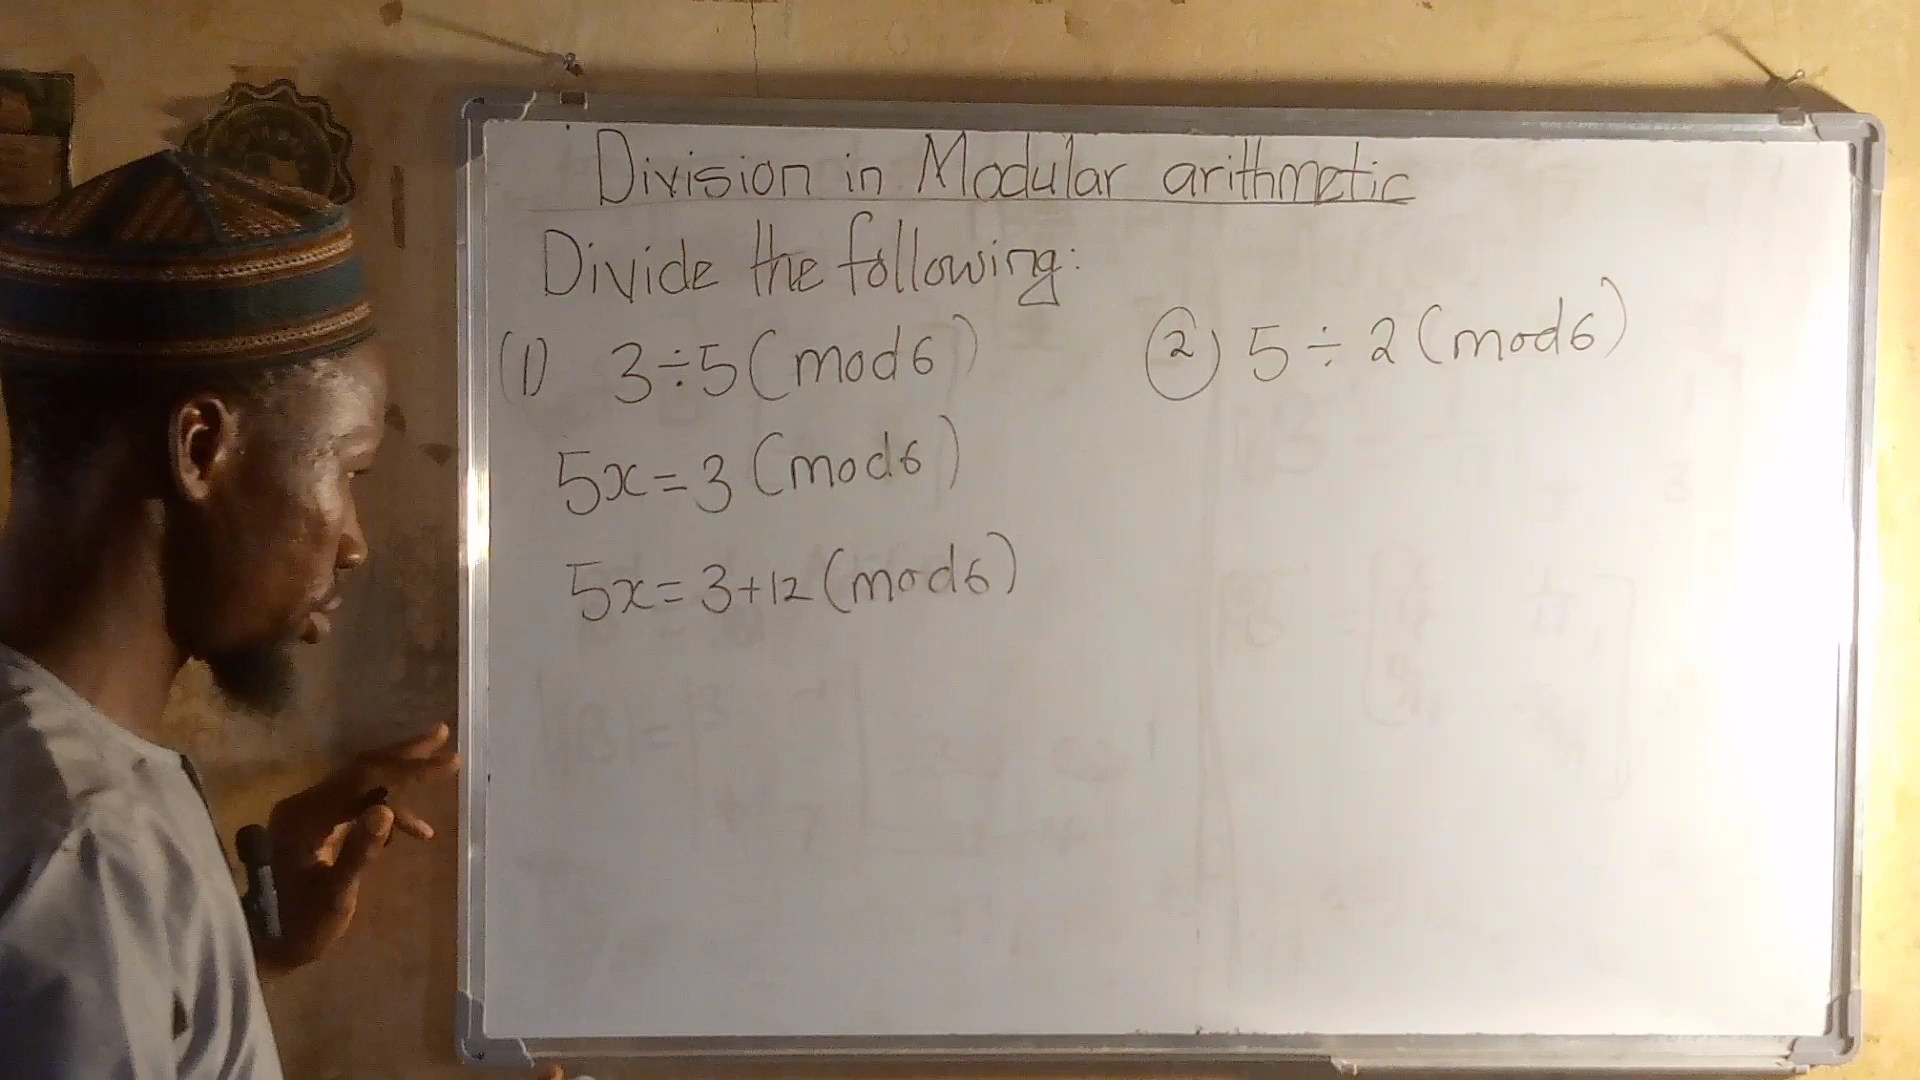 Division in Modular arithmetic
Divide the following:
(1) 3÷5(mod6)
5x=3(mod6)
5x=3+12(mod6)
(2) 5÷2(mod6)